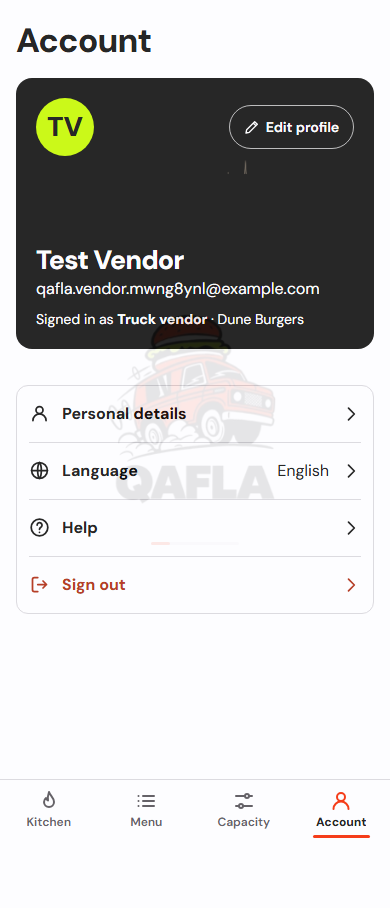 Account
TV
Edit profile
Test Vendor
qafla.vendor.mwng8ynl@example.com
Signed in as Truck vendor · Dune Burgers
Personal details
Language English
QAFLA
Help
Sign out
Kitchen Menu Capacity Account